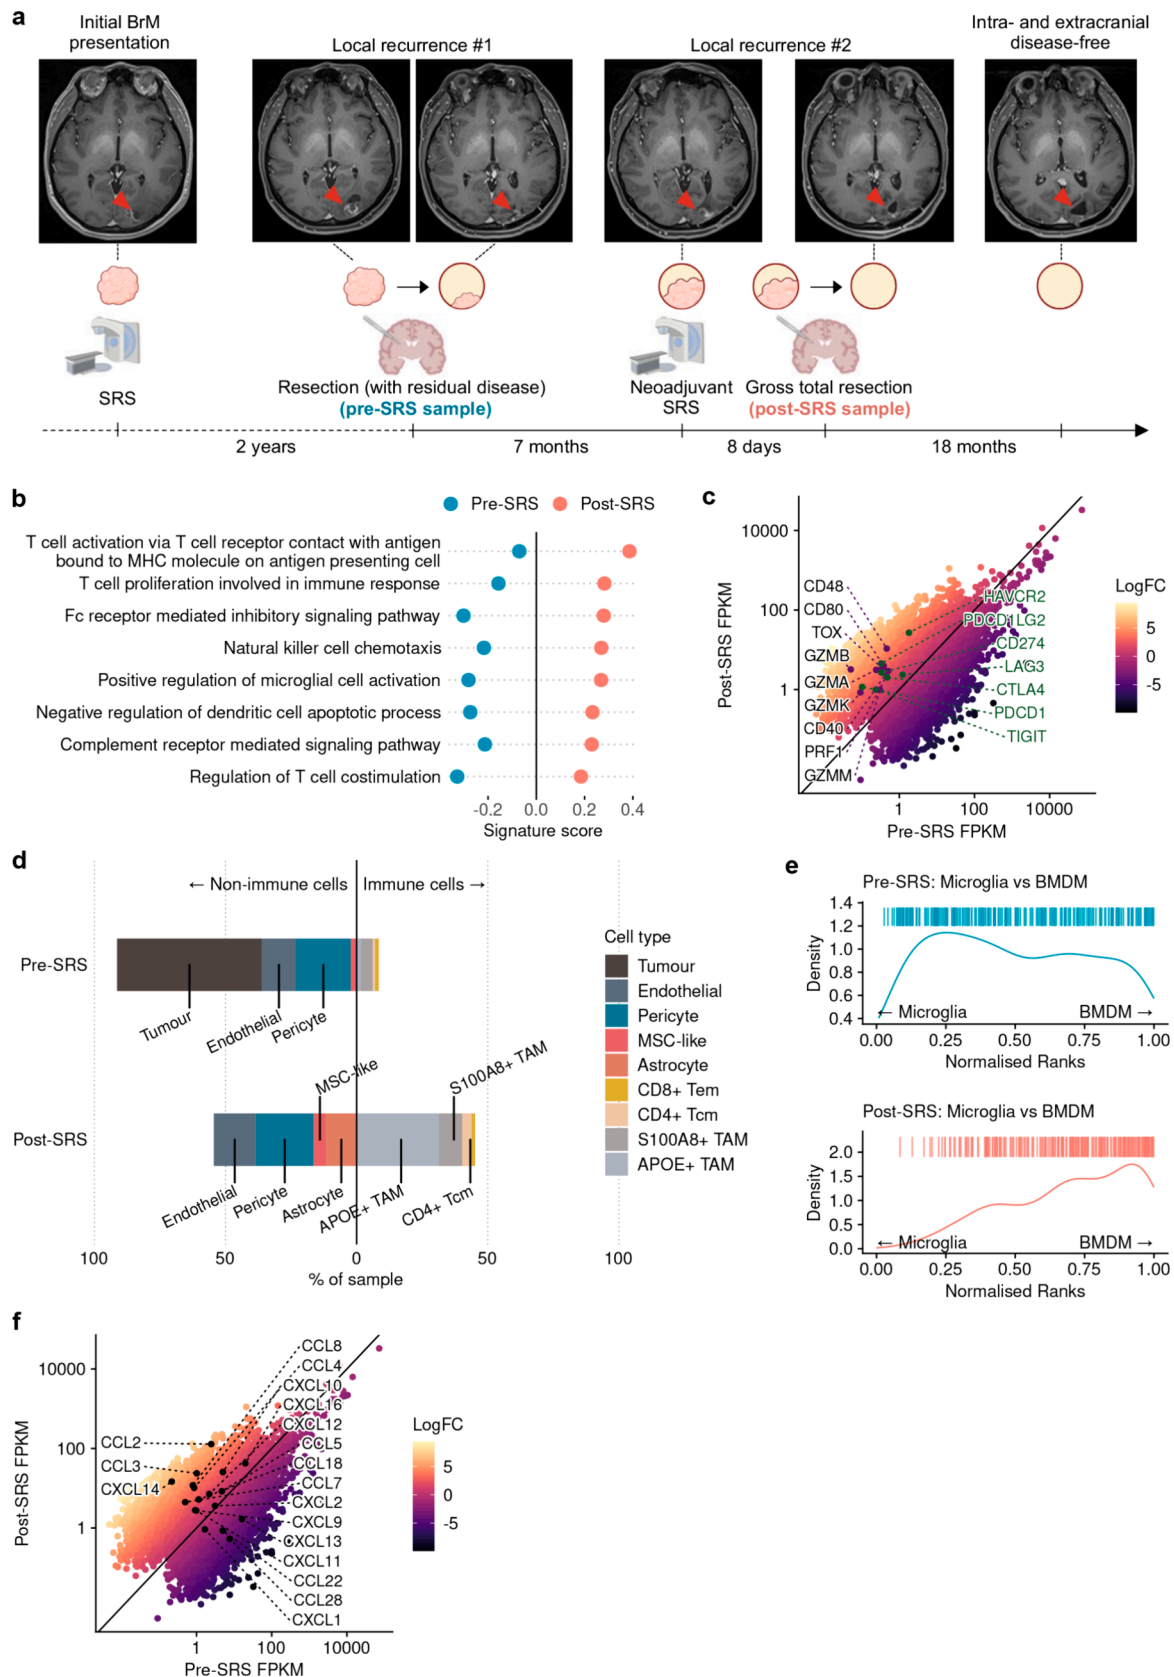 a
Initial BrM
presentation
Local recurrence #1
Local recurrence #2
Intra- and extracranial
disease-free
SRS
Resection (with residual disease)
(pre-SRS sample)
Neoadjuvant
SRS
Gross total resection
(post-SRS sample)
2 years
7 months
8 days
18 months
b
Pre-SRS
Post-SRS
T cell activation via T cell receptor contact with antigen
bound to MHC molecule on antigen presenting cell
T cell proliferation involved in immune response
Fc receptor mediated inhibitory signaling pathway
Natural killer cell chemotaxis
Positive regulation of microglial cell activation
Negative regulation of dendritic cell apoptotic process
Complement receptor mediated signaling pathway
Regulation of T cell costimulation
-0.2 0.0 0.2 0.4
Signature score
c
Post-SRS FPKM
10000
100
1
CD48
CD80
TOX
GZMB
GZMA
GZMK
CD40
PRF1
GZMM
HAVCR2
PDCD1LG2
CD274
LAG3
CTLA4
PDCD1
TIGIT
1 100 10000
Pre-SRS FPKM
LogFC
5
0
-5
d
← Non-immune cells
Immune cells →
Pre-SRS
Tumour
Endothelial
Pericyte
MSC-like
S100A8+ TAM
Post-SRS
Endothelial
Pericyte
Astrocyte
APOE+ TAM
CD4+ Tcm
100 50 0 50 100
% of sample
Cell type
Tumour
Endothelial
Pericyte
MSC-like
Astrocyte
CD8+ Tem
CD4+ Tcm
S100A8+ TAM
APOE+ TAM
e
Pre-SRS: Microglia vs BMDM
Density
1.4
1.2
1.0
0.8
0.6
0.4
← Microglia
BMDM →
0.00 0.25 0.50 0.75 1.00
Normalised Ranks
Post-SRS: Microglia vs BMDM
Density
2.0
1.5
1.0
0.5
0.0
← Microglia
BMDM →
0.00 0.25 0.50 0.75 1.00
Normalised Ranks
f
Post-SRS FPKM
10000
100
1
CCL2
CCL3
CXCL14
CCL8
CCL4
CXCL10
CXCL16
CXCL12
CCL5
CCL18
CCL7
CXCL2
CXCL9
CXCL13
CXCL11
CCL22
CCL28
CXCL1
1 100 10000
Pre-SRS FPKM
LogFC
5
0
-5